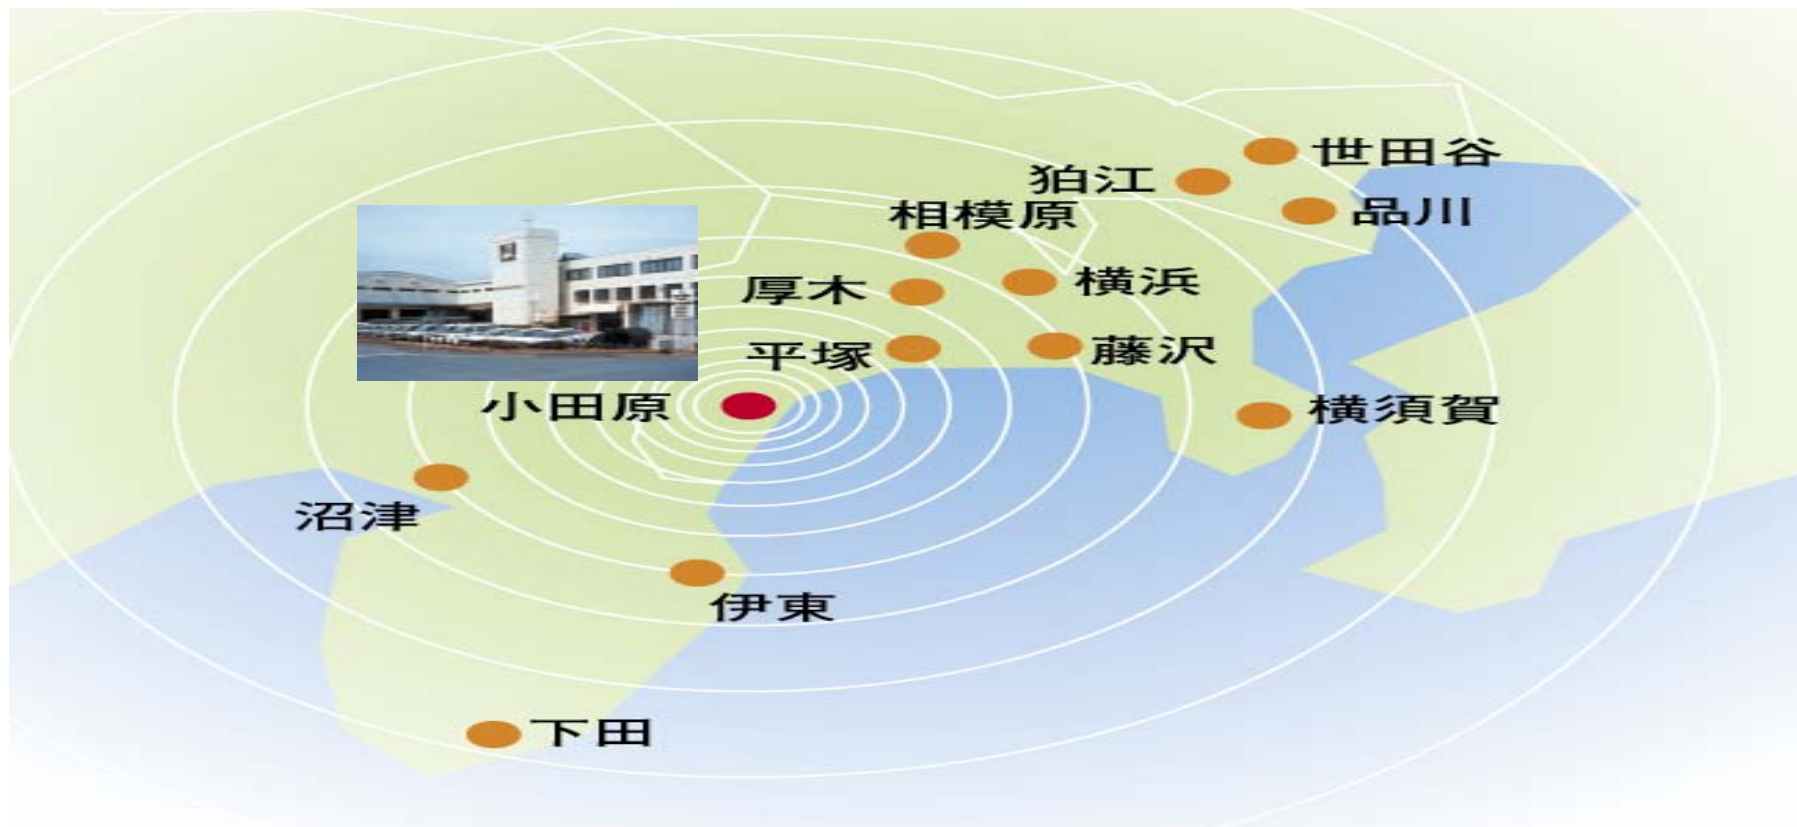 世田谷
狛江
品川
相模原
横浜
厚木
藤沢
平塚
小田原
横須賀
沼津
伊東
下田